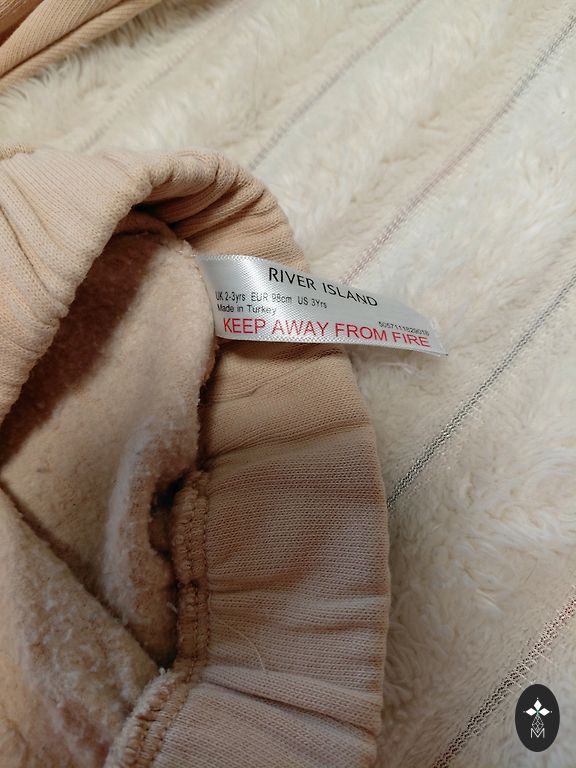 RIVER ISLAND
UK 2-3yrs EUR 98cm US 3Yrs
Made in Turkey
KEEP AWAY FROM FIRE
M